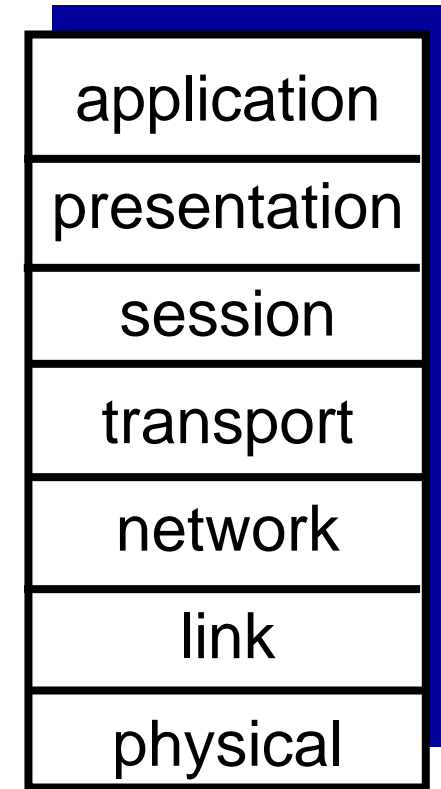 application
presentation
session
transport
network
link
physical